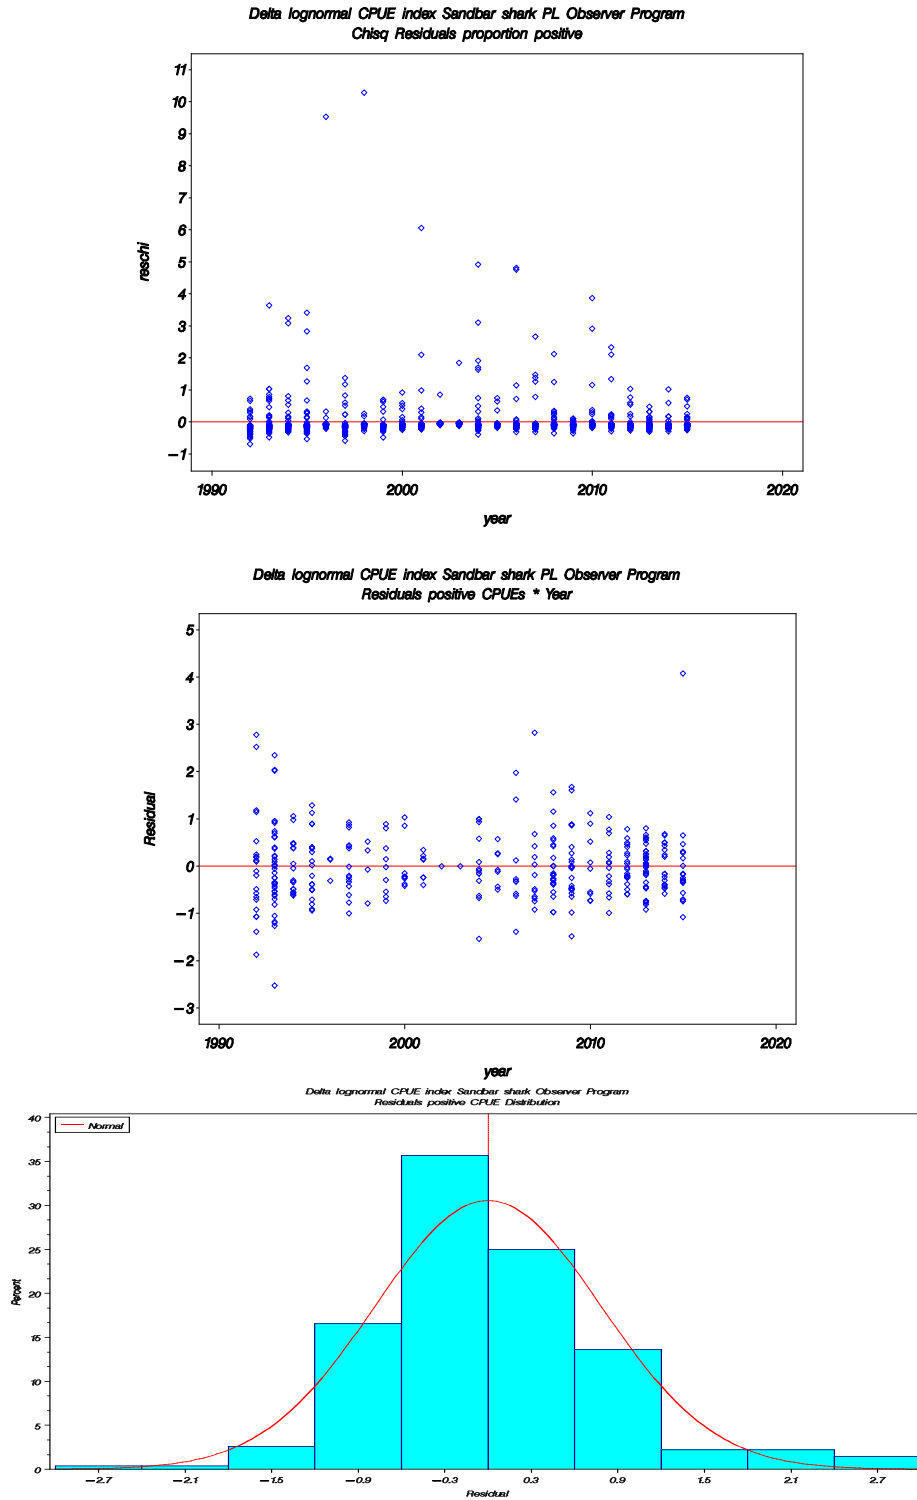 Delta lognormal CPUE index Sandbar shark PL Observer Program
Chisq Residuals proportion positive
11
10
9
8
7
6
5
4
3
2
1
0
−1
reschi
1990 2000 2010 2020
year
Delta lognormal CPUE index Sandbar shark PL Observer Program
Residuals positive CPUEs * Year
5
4
3
2
1
0
−1
−2
−3
Residual
1990 2000 2010 2020
year
Delta lognormal CPUE index Sandbar shark Observer Program
Residuals positive CPUE Distribution
Normal
40
35
30
25
20
15
10
5
0
Percent
−2.7 −2.1 −1.5 −0.9 −0.3 0.3 0.9 1.5 2.1 2.7
Residual